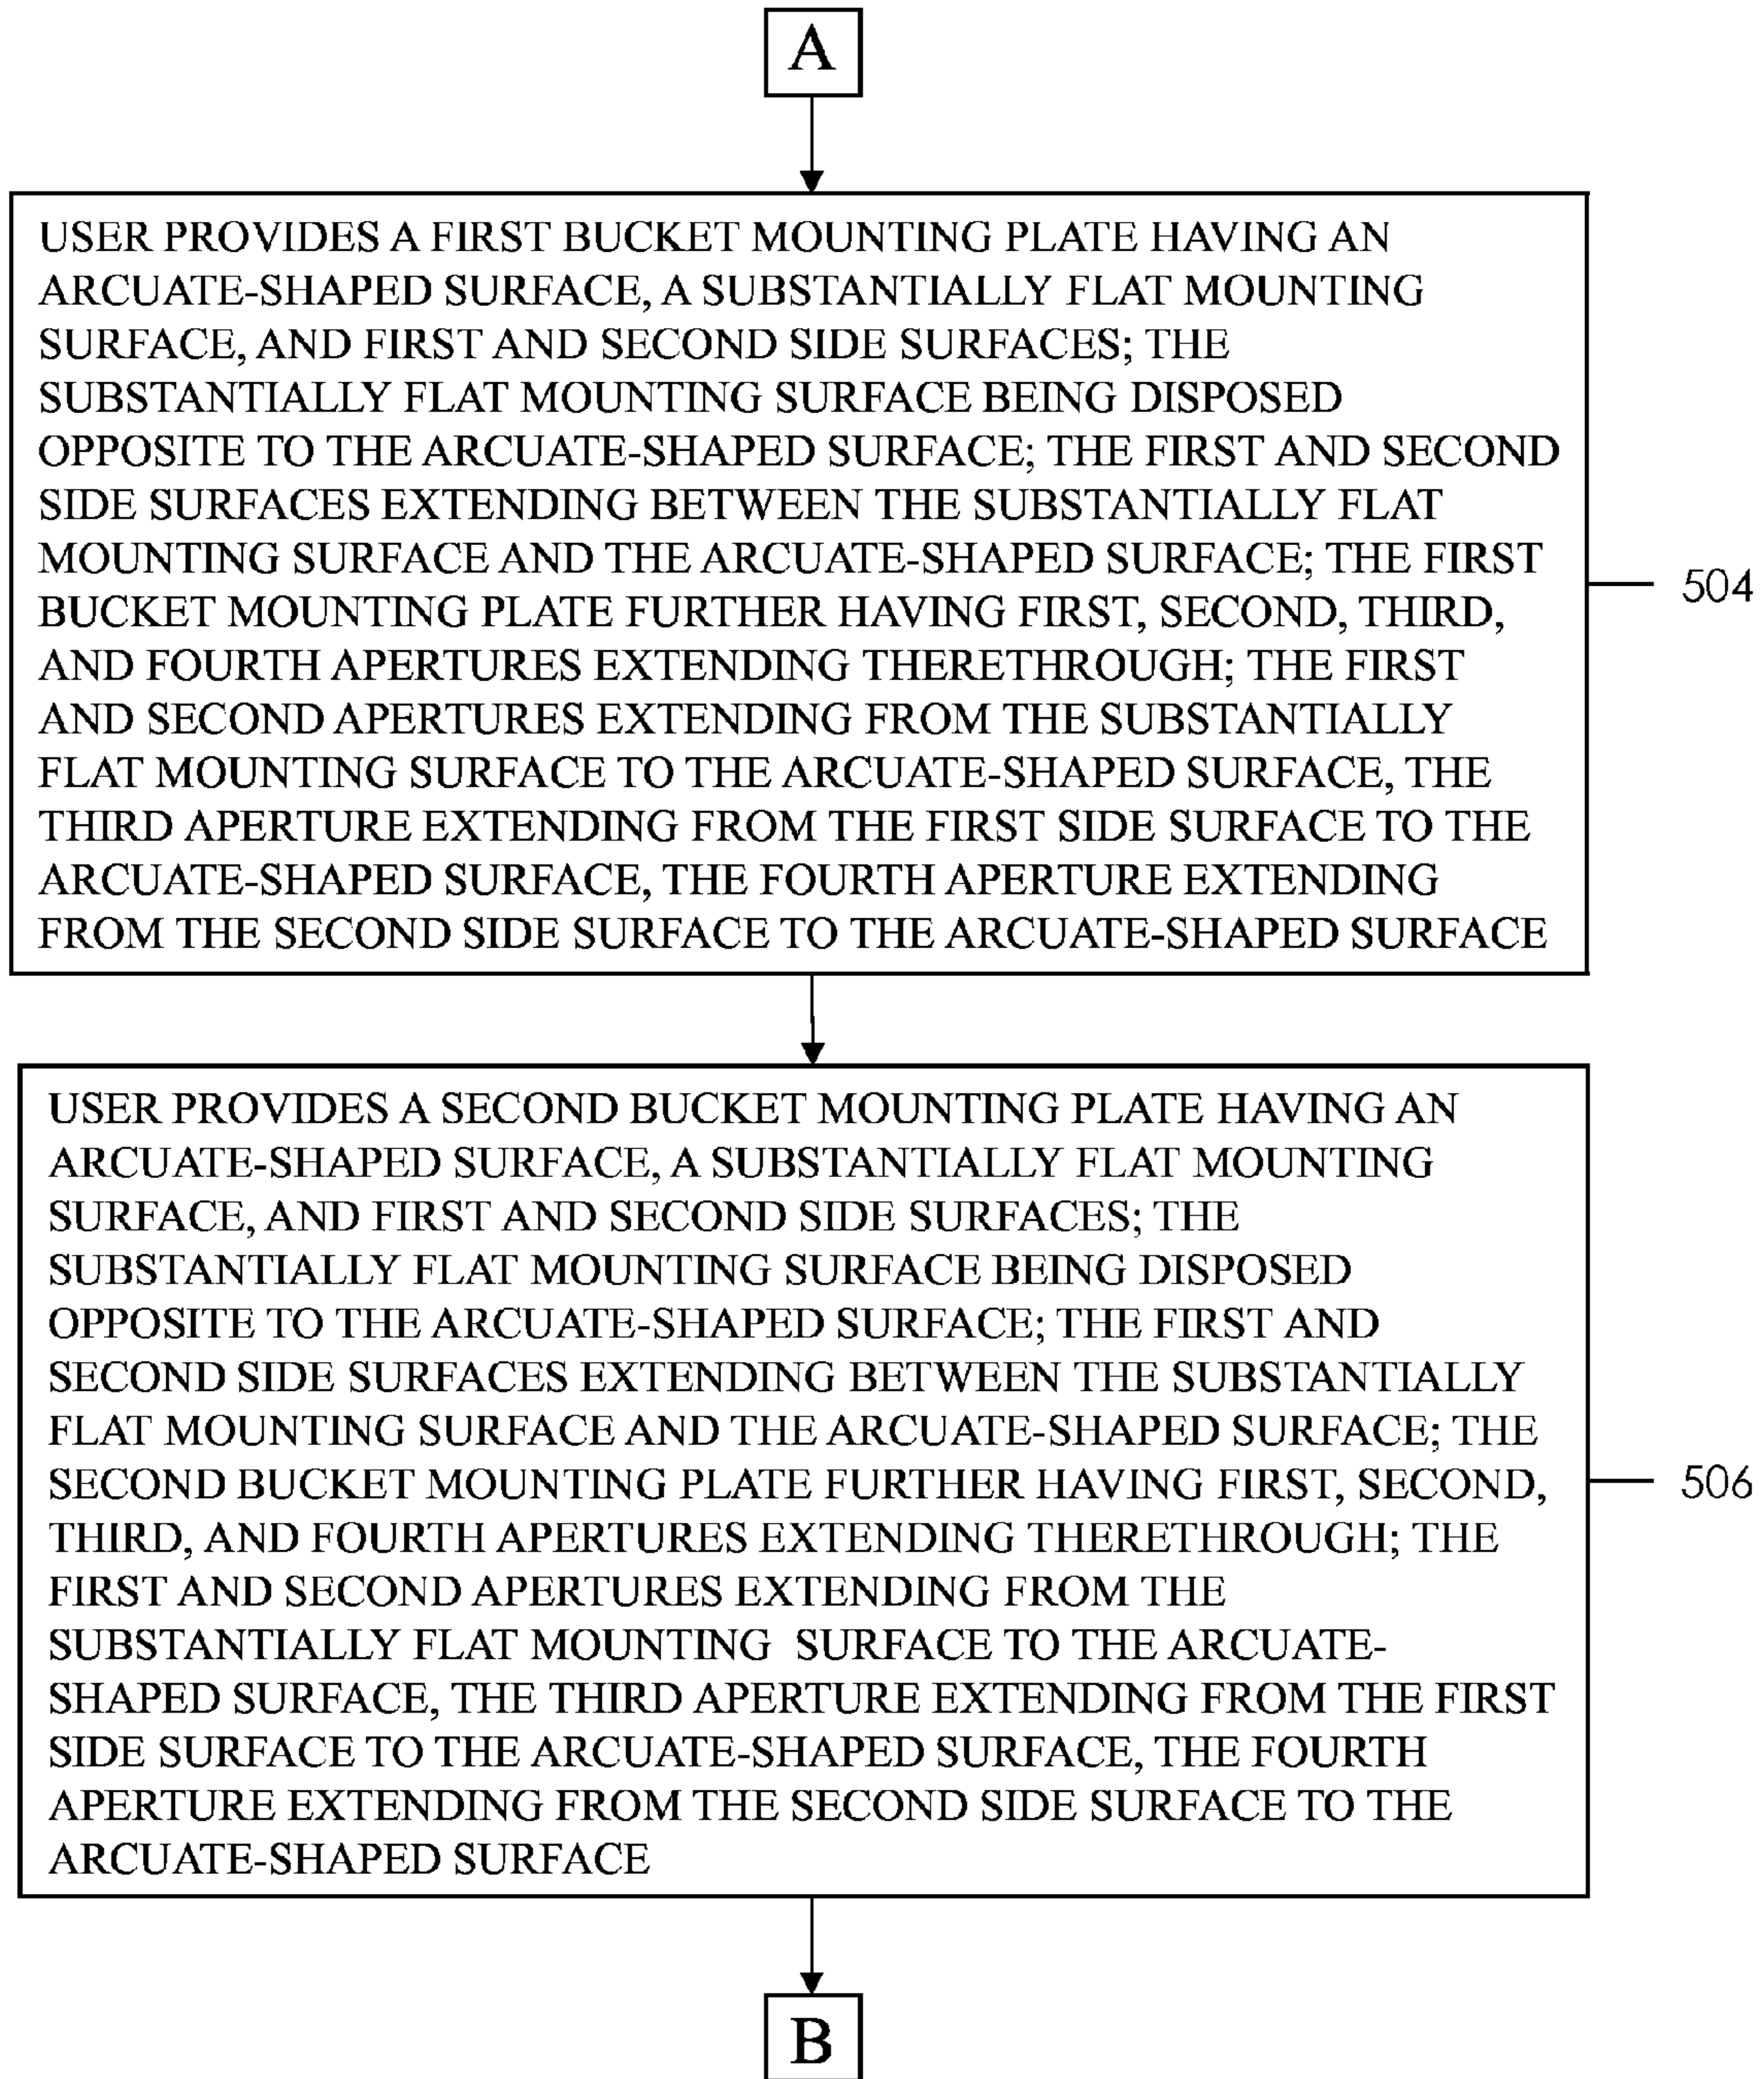 A
USER PROVIDES A FIRST BUCKET MOUNTING PLATE HAVING AN
ARCUATE-SHAPED SURFACE, A SUBSTANTIALLY FLAT MOUNTING
SURFACE, AND FIRST AND SECOND SIDE SURFACES; THE
SUBSTANTIALLY FLAT MOUNTING SURFACE BEING DISPOSED
OPPOSITE TO THE ARCUATE-SHAPED SURFACE; THE FIRST AND SECOND
SIDE SURFACES EXTENDING BETWEEN THE SUBSTANTIALLY FLAT
MOUNTING SURFACE AND THE ARCUATE-SHAPED SURFACE; THE FIRST
BUCKET MOUNTING PLATE FURTHER HAVING FIRST, SECOND, THIRD,
AND FOURTH APERTURES EXTENDING THERETHROUGH; THE FIRST
AND SECOND APERTURES EXTENDING FROM THE SUBSTANTIALLY
FLAT MOUNTING SURFACE TO THE ARCUATE-SHAPED SURFACE, THE
THIRD APERTURE EXTENDING FROM THE FIRST SIDE SURFACE TO THE
ARCUATE-SHAPED SURFACE, THE FOURTH APERTURE EXTENDING
FROM THE SECOND SIDE SURFACE TO THE ARCUATE-SHAPED SURFACE
504
USER PROVIDES A SECOND BUCKET MOUNTING PLATE HAVING AN
ARCUATE-SHAPED SURFACE, A SUBSTANTIALLY FLAT MOUNTING
SURFACE, AND FIRST AND SECOND SIDE SURFACES; THE
SUBSTANTIALLY FLAT MOUNTING SURFACE BEING DISPOSED
OPPOSITE TO THE ARCUATE-SHAPED SURFACE; THE FIRST AND
SECOND SIDE SURFACES EXTENDING BETWEEN THE SUBSTANTIALLY
FLAT MOUNTING SURFACE AND THE ARCUATE-SHAPED SURFACE; THE
SECOND BUCKET MOUNTING PLATE FURTHER HAVING FIRST, SECOND,
THIRD, AND FOURTH APERTURES EXTENDING THERETHROUGH; THE
FIRST AND SECOND APERTURES EXTENDING FROM THE
SUBSTANTIALLY FLAT MOUNTING SURFACE TO THE ARCUATE-
SHAPED SURFACE, THE THIRD APERTURE EXTENDING FROM THE FIRST
SIDE SURFACE TO THE ARCUATE-SHAPED SURFACE, THE FOURTH
APERTURE EXTENDING FROM THE SECOND SIDE SURFACE TO THE
ARCUATE-SHAPED SURFACE
506
B